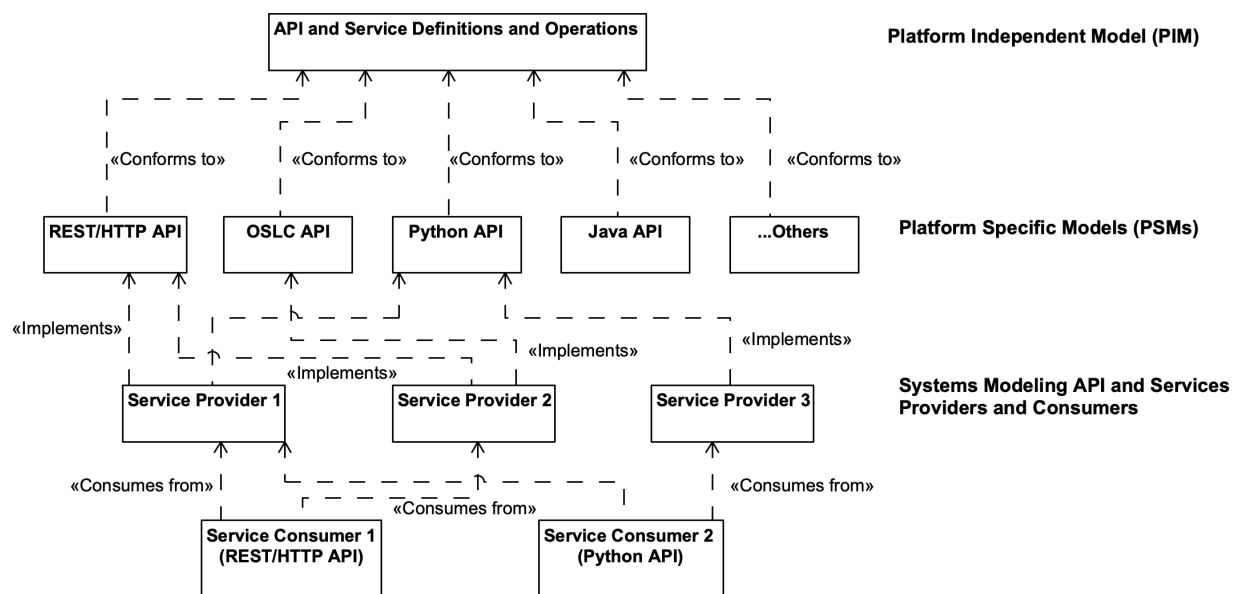 API and Service Definitions and Operations
Platform Independent Model (PIM)
«Conforms to»
«Conforms to»
«Conforms to»
«Conforms to»
«Conforms to»
REST/HTTP API
OSLC API
Python API
Java API
...Others
Platform Specific Models (PSMs)
«Implements»
«Implements»
«Implements»
«Implements»
Service Provider 1
Service Provider 2
Service Provider 3
Systems Modeling API and Services
Providers and Consumers
«Consumes from»
«Consumes from»
«Consumes from»
Service Consumer 1
(REST/HTTP API)
Service Consumer 2
(Python API)